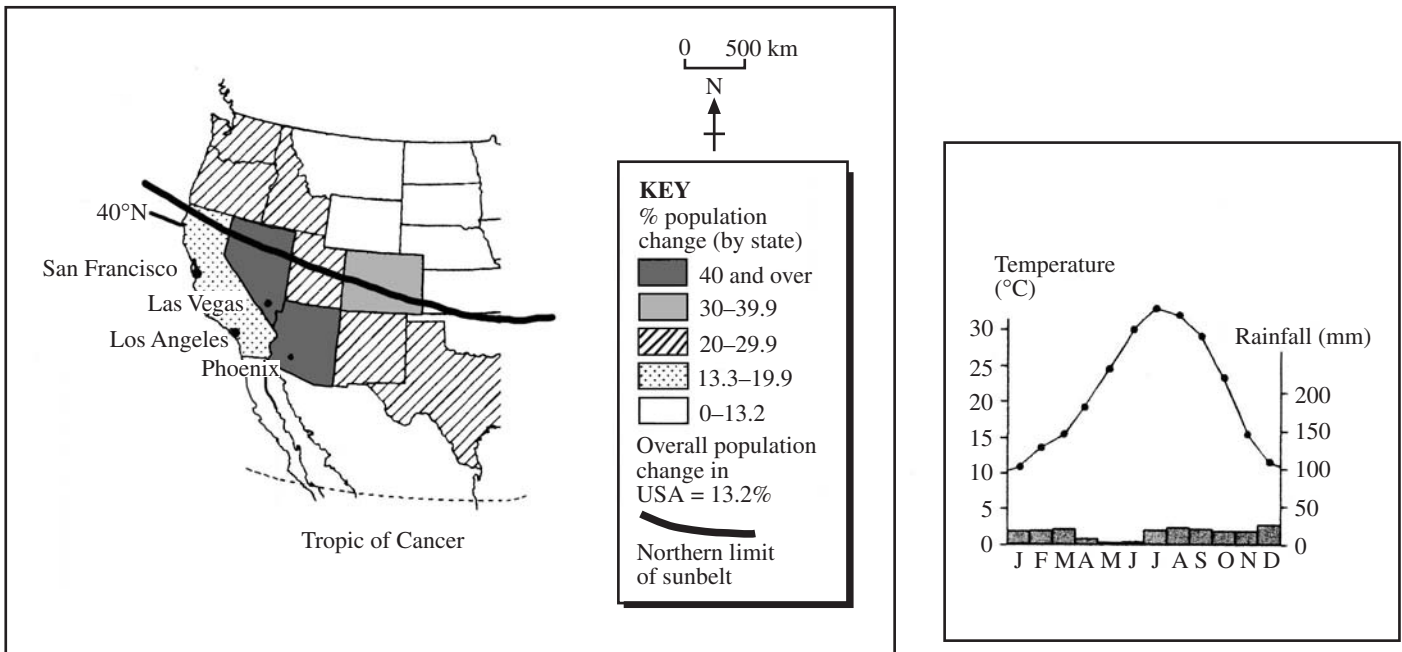 0 500 km
N
40°N
San Francisco
Las Vegas
Los Angeles
Phoenix
Tropic of Cancer
KEY
% population
change (by state)
40 and over
30–39.9
20–29.9
13.3–19.9
0–13.2
Overall population
change in
USA = 13.2%
Northern limit
of sunbelt
Temperature
(°C)
Rainfall (mm)
30
25
20
15
10
5
0
200
150
100
50
0
J F M A M J J A S O N D